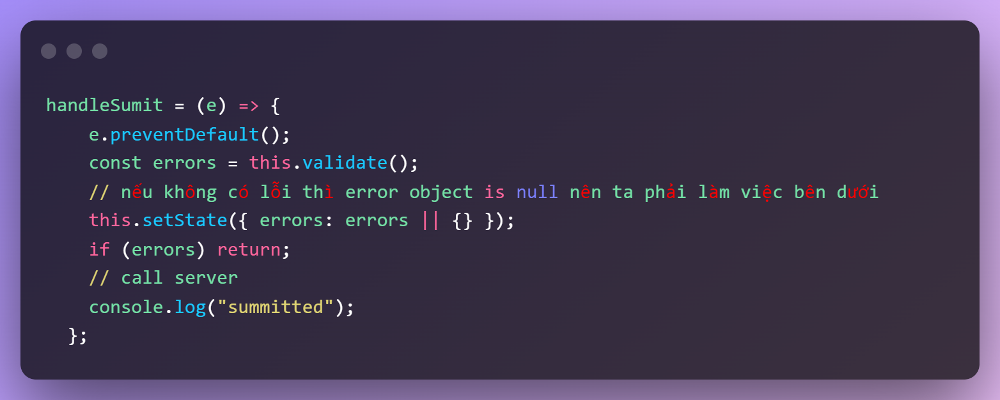 handleSumit = (e) => {
e.preventDefault();
const errors = this.validate();
// nếu không có lỗi thì error object is null nên ta phải làm việc bên dưới
this.setState({ errors: errors || {} });
if (errors) return;
// call server
console.log("summitted");
};